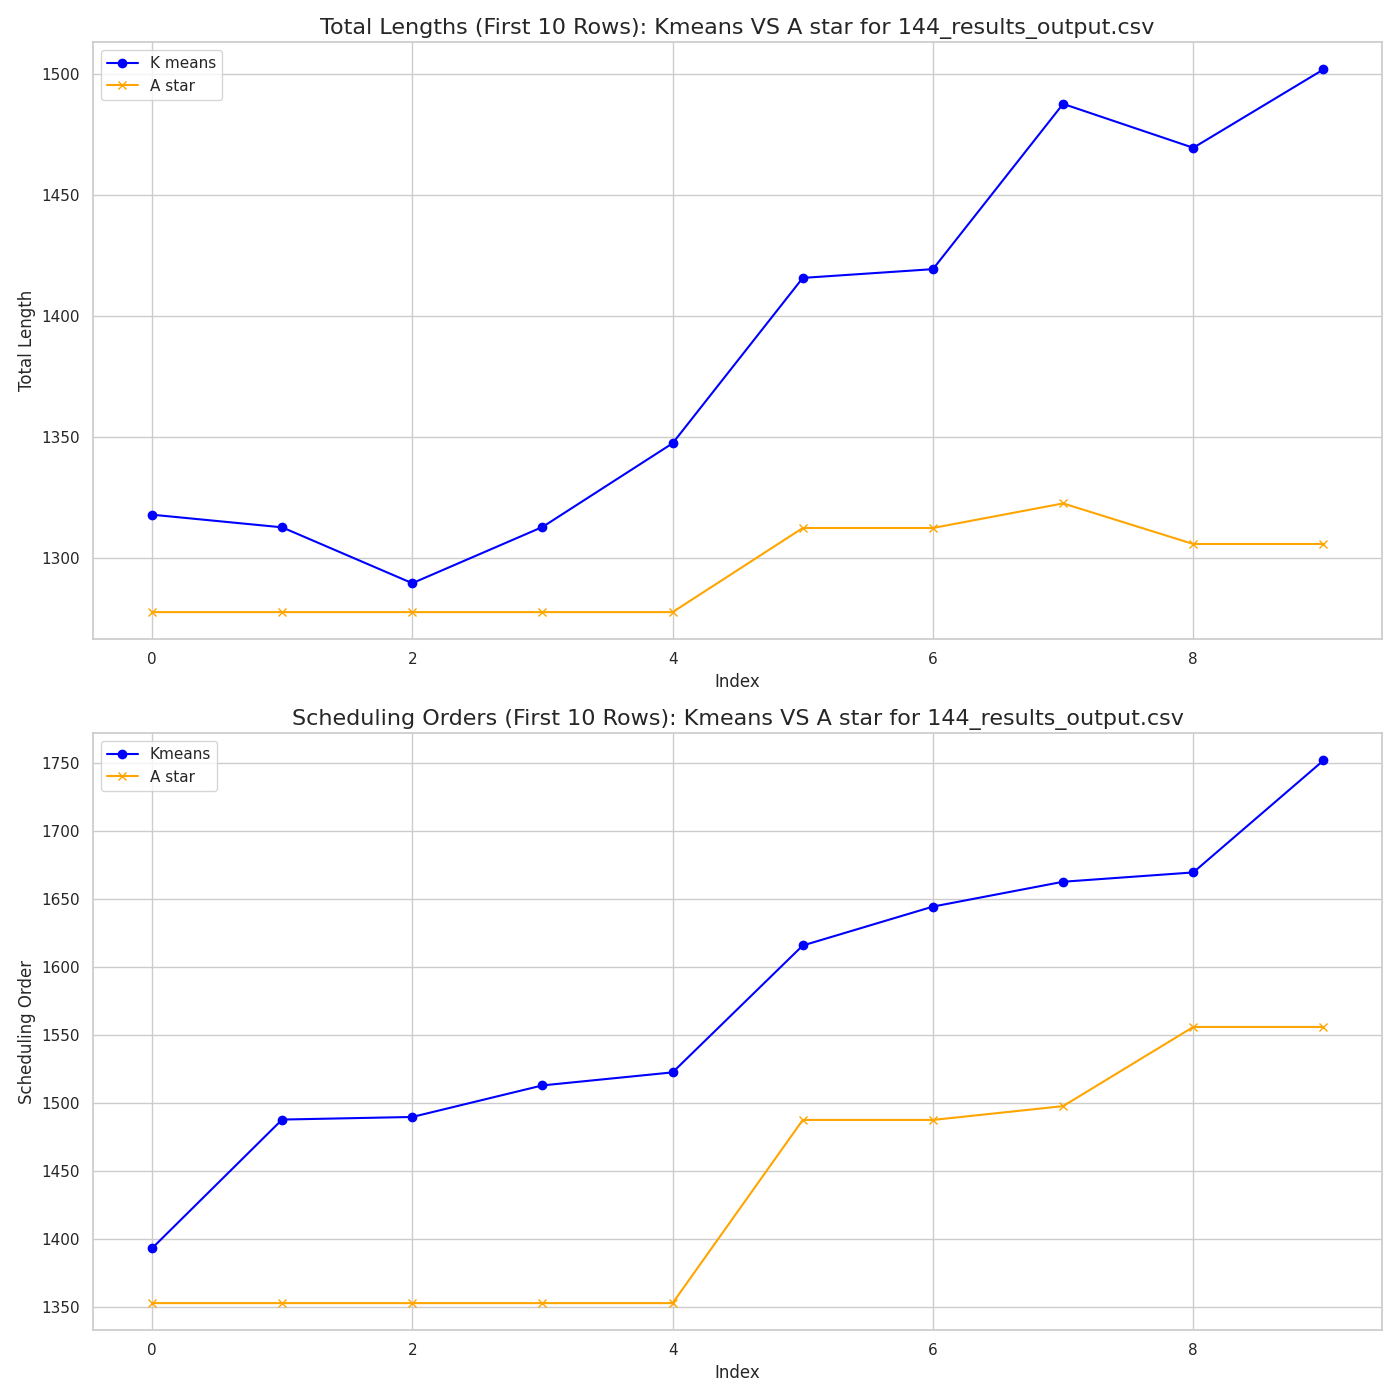 Total Lengths (First 10 Rows): Kmeans VS A star for 144_results_output.csv
K means
A star
1500
1450
1400
1350
1300
Total Length
0 2 4 6 8
Index
Scheduling Orders (First 10 Rows): Kmeans VS A star for 144_results_output.csv
Kmeans
A star
1750
1700
1650
1600
1550
1500
1450
1400
1350
Scheduling Order
0 2 4 6 8
Index